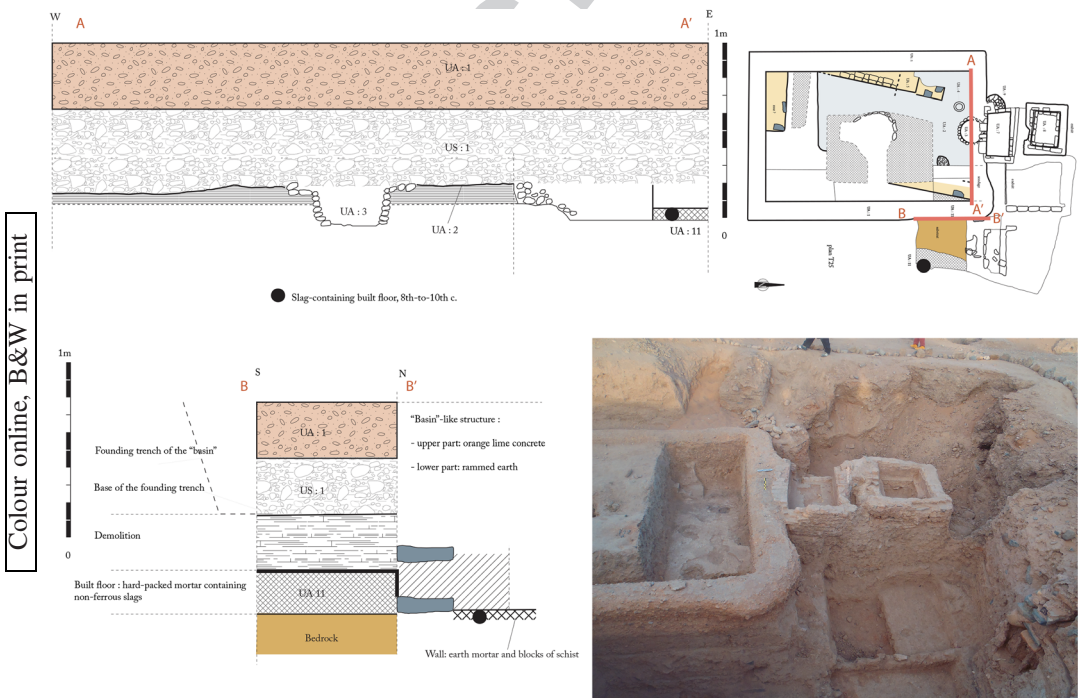 Colour online, B&W in print
W
A
A'
E
1m
UA : 1
US : 1
UA : 3
UA : 2
UA : 11
0
Slag-containing built floor, 8th-to-10th c.
A
A'
B
B'
plan T25
1m
S
N
B
B'
UA : 1
"Basin"-like structure :
- upper part: orange lime concrete
- lower part: rammed earth
Founding trench of the "basin"
US : 1
Base of the founding trench
Demolition
0
Built floor : hard-packed mortar containing
non-ferrous slags
UA 11
Bedrock
Wall: earth mortar and blocks of schist